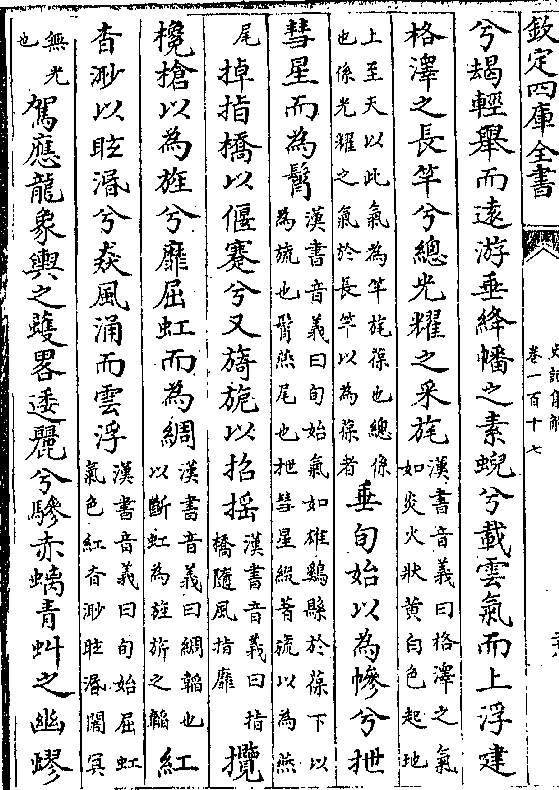 欽定四庫全書
史記集解
卷一百十七
兮朅輕舉而遠游垂絳幡之素蜺兮載雲氣而上浮建
格澤之長竿兮總光耀之采旄
漢書音義曰格澤之氣
如炎火狀黄白色起地
上至天以此氣為竿旄葆也總係
也係光耀之氣於長竿以為葆者
垂旬始以為幓兮抴
彗星而為髾
漢書音義曰旬始氣如雄鷄縣於葆下以
為旒也髾燕尾也抴彗星綴著旒以為燕
尾
掉指橋以偃蹇兮又旖旎以招揺
漢書音義曰指
橋隨風指靡
攬
欃槍以為旌兮靡屈虹而為綢
漢書音義曰綢韜也
以斷虹為旌旂之韜
紅
杳渺以眩湣兮猋風涌而雲浮
漢書音義曰旬始屈虹
氣色紅杳渺眩湣闇冥
無光
也
駕應龍象輿之蠖畧逶麗兮驂赤螭青虯之幽蟉